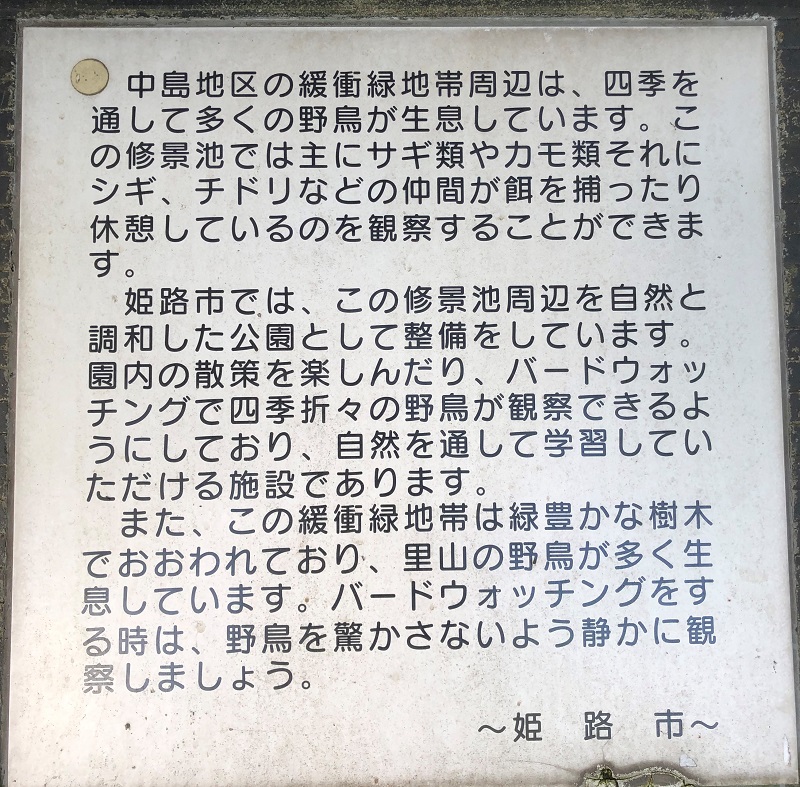 中島地区の緩衝緑地帯周辺は、四季を
通して多くの野鳥が生息しています。こ
の修景池では主にサギ類やカモ類それに
シギ、チドリなどの仲間が餌を捕ったり
休憩しているのを観察することができま
す。
姫路市では、この修景池周辺を自然と
調和した公園として整備をしています。
園内の散策を楽しんだり、バードウォッ
チングで四季折々の野鳥が観察できるよ
うにしており、自然を通して学習してい
ただける施設であります。
また、この緩衝緑地帯は緑豊かな樹木
でおおわれており、里山の野鳥が多く生
息しています。バードウォッチングをす
る時は、野鳥を驚かさないよう静かに観
察しましょう。
～姫　路　市～